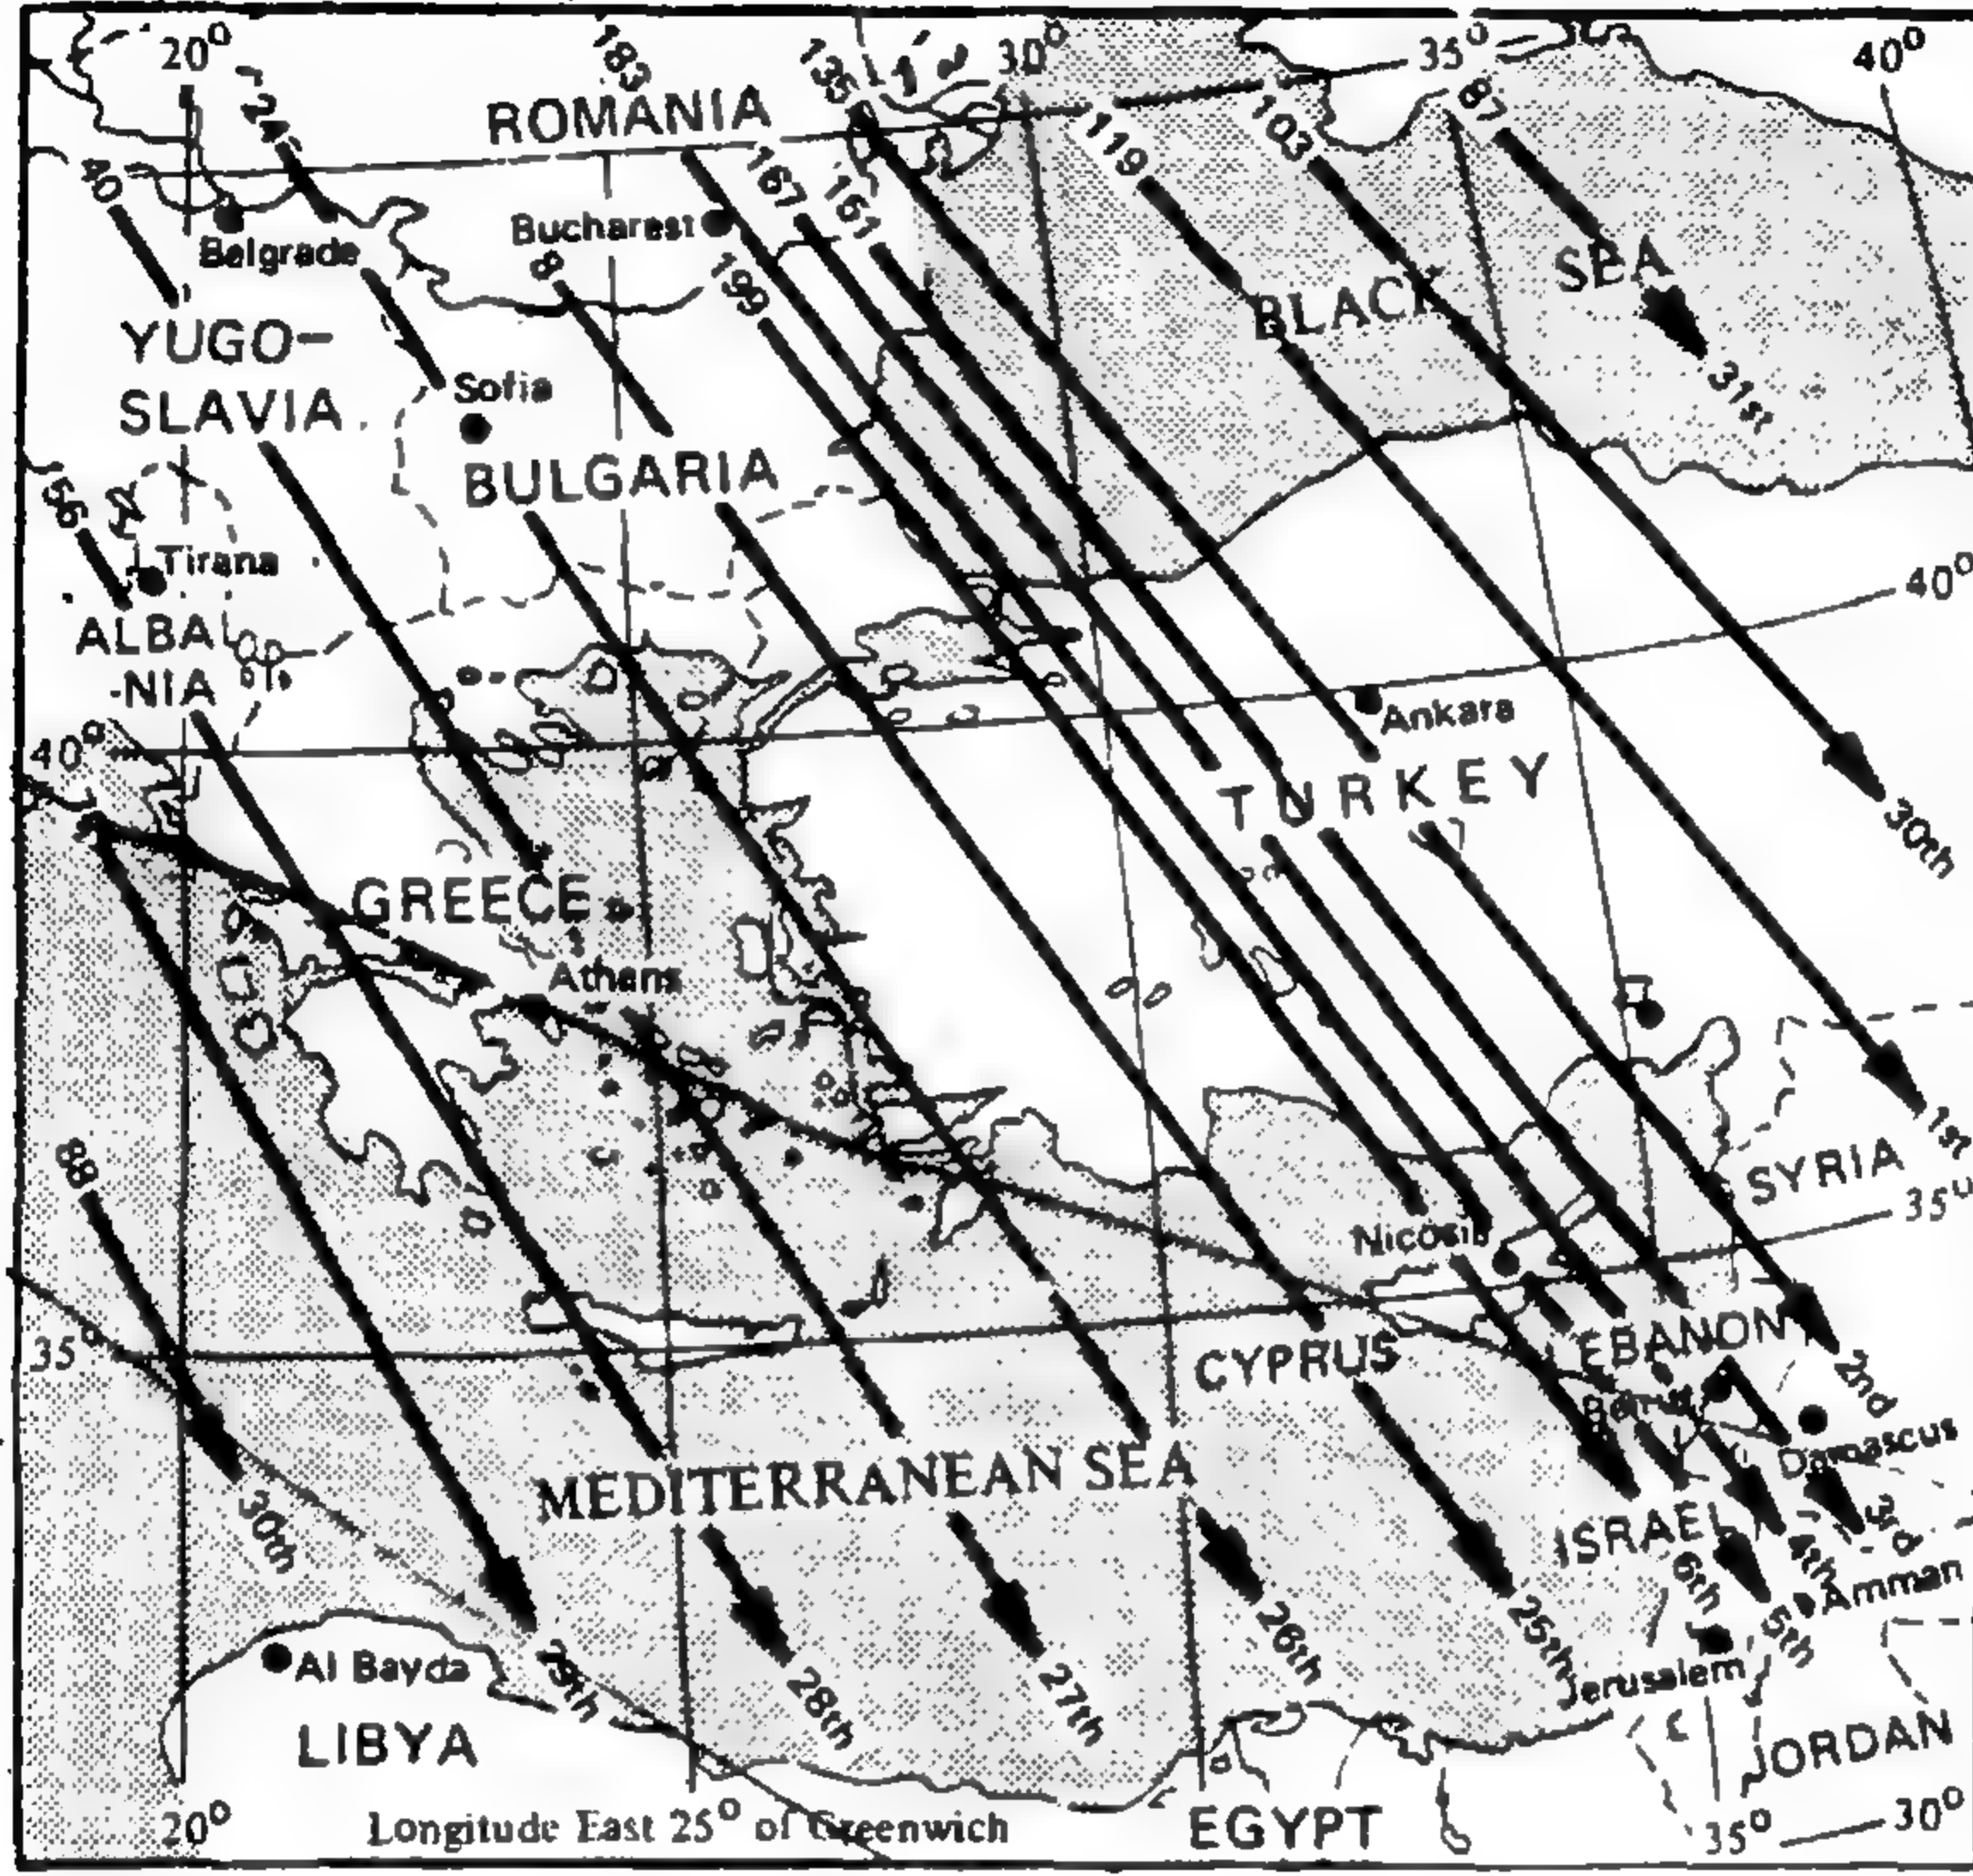 20°
183
135
30°
35°
40°
24
ROMANIA
87
103
119
40
167
161
Bucharest
Belgrade
8
199
BLACK
SEA
YUGO-
SLAVIA
31st
Sofia
BULGARIA
56
Tirana
40°
ALBA
-NIA
Ankara
40°
TURKEY
30th
GREECE
Athens
88
1st
SYRIA
35°
Nicosia
35°
CYPRUS
LEBANON
2nd
Beirut
Damascus
MEDITERRANEAN SEA
30th
ISRAEL
3rd
4th
6th
Amman
5th
25th
26th
27th
28th
29th
Al Bayda
Jerusalem
LIBYA
JORDAN
20°
Longitude East 25° of Greenwich
EGYPT
35°
30°